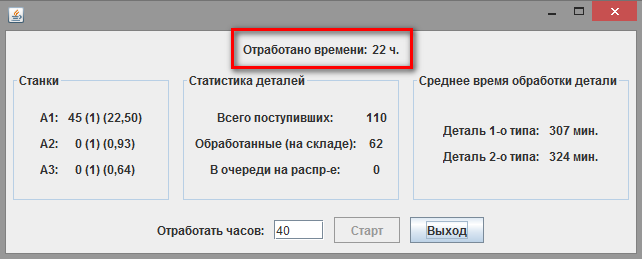 Отработано времени: 22 ч.
Станки
A1: 45 (1) (22,50)
A2: 0 (1) (0,93)
A3: 0 (1) (0,64)
Статистика деталей
Всего поступивших: 110
Обработанные (на складе): 62
В очереди на распр-е: 0
Среднее время обработки детали
Деталь 1-о типа: 307 мин.
Деталь 2-о типа: 324 мин.
Отработать часов: 40 Старт Выход